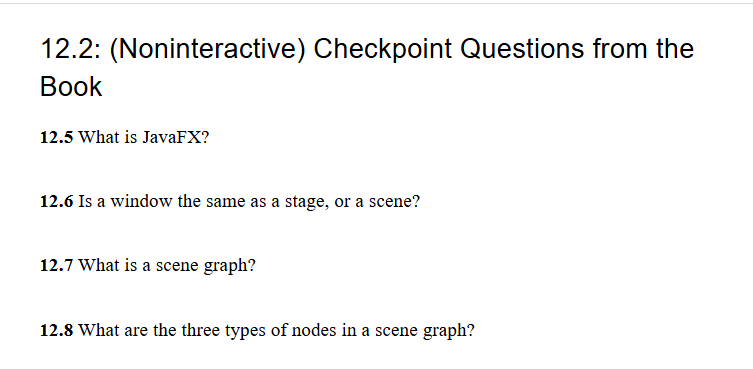 12.2: (Noninteractive) Checkpoint Questions from the
Book
12.5 What is JavaFX?
12.6 Is a window the same as a stage, or a scene?
12.7 What is a scene graph?
12.8 What are the three types of nodes in a scene graph?